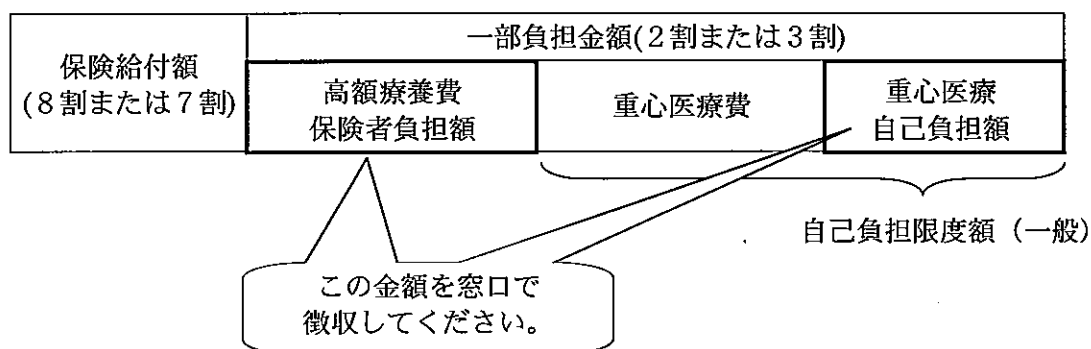 一部負担金額(2割または3割)
保険給付額
(8割または7割)
高額療養費
保険者負担額
重心医療費
重心医療
自己負担額
自己負担限度額（一般）
この金額を窓口で
徴収してください。